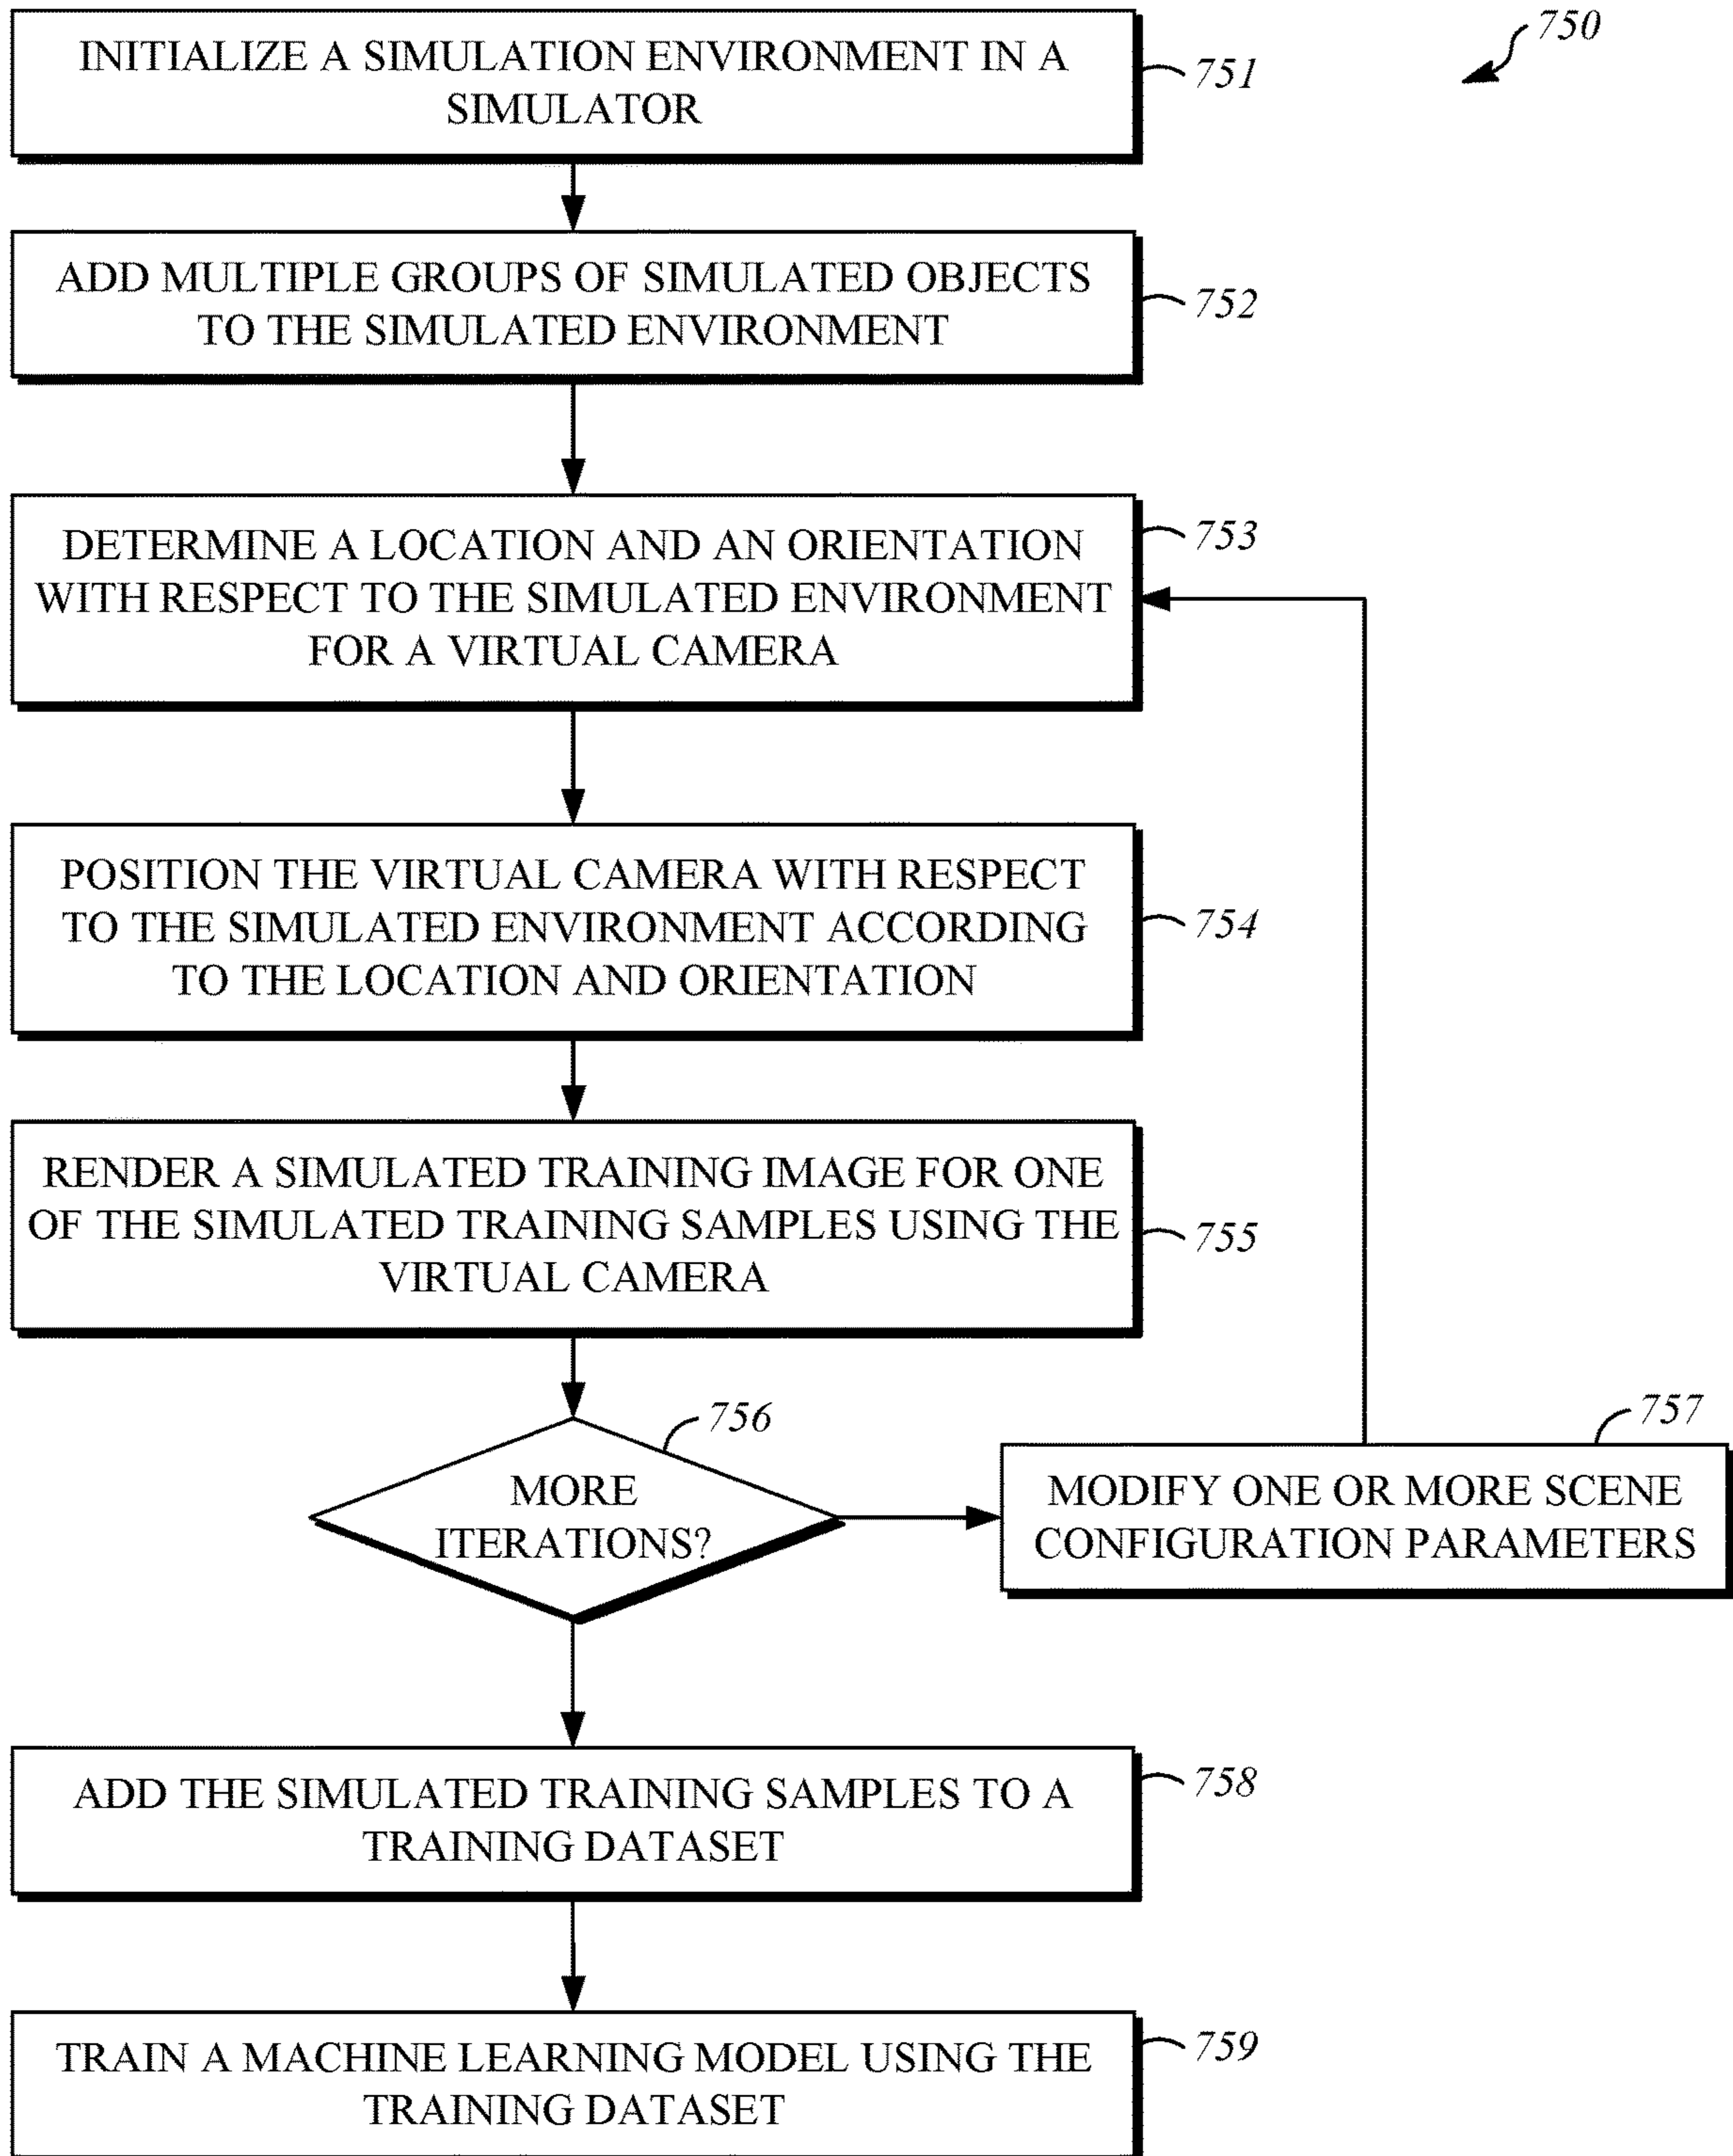 750
INITIALIZE A SIMULATION ENVIRONMENT IN A
SIMULATOR
751
ADD MULTIPLE GROUPS OF SIMULATED OBJECTS
TO THE SIMULATED ENVIRONMENT
752
DETERMINE A LOCATION AND AN ORIENTATION
WITH RESPECT TO THE SIMULATED ENVIRONMENT
FOR A VIRTUAL CAMERA
753
POSITION THE VIRTUAL CAMERA WITH RESPECT
TO THE SIMULATED ENVIRONMENT ACCORDING
TO THE LOCATION AND ORIENTATION
754
RENDER A SIMULATED TRAINING IMAGE FOR ONE
OF THE SIMULATED TRAINING SAMPLES USING THE
VIRTUAL CAMERA
755
756
MORE
ITERATIONS?
757
MODIFY ONE OR MORE SCENE
CONFIGURATION PARAMETERS
ADD THE SIMULATED TRAINING SAMPLES TO A
TRAINING DATASET
758
TRAIN A MACHINE LEARNING MODEL USING THE
TRAINING DATASET
759